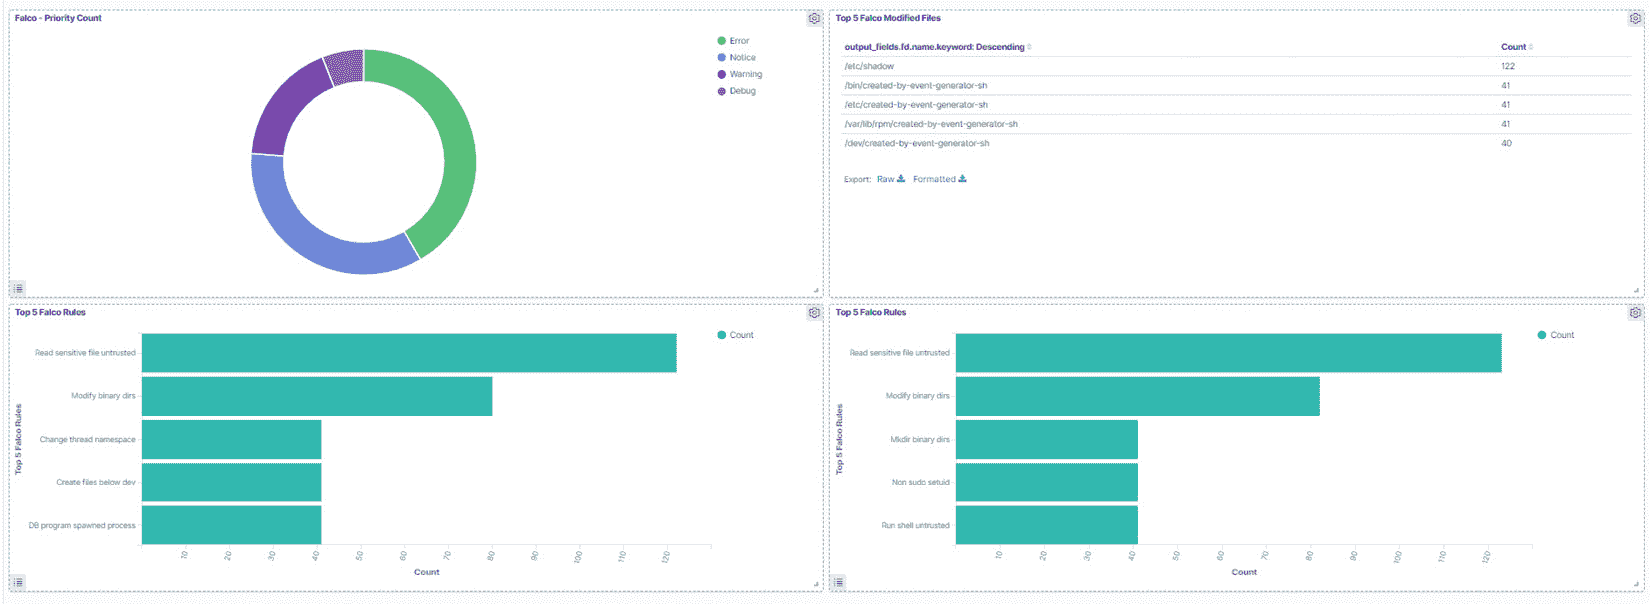 Falco - Priority Count
Error
Notice
Warning
Debug
Top 5 Falco Modified Files
output_fields.fd.name.keyword: Descending Count
/etc/shadow 122
/bin/created-by-event-generator-sh 41
/etc/created-by-event-generator-sh 41
/var/lib/rpm/created-by-event-generator-sh 41
/dev/created-by-event-generator-sh 40
Export: Raw Formatted
Top 5 Falco Rules
Count
Top 5 Falco Rules
Read sensitive file untrusted
Modify binary dirs
Change thread namespace
Create files below dev
DB program spawned process
10 20 30 40 50 60 70 80 90 100 110 120
Count
Top 5 Falco Rules
Count
Top 5 Falco Rules
Read sensitive file untrusted
Modify binary dirs
Mkdir binary dirs
Non sudo setuid
Run shell untrusted
10 20 30 40 50 60 70 80 90 100 110 120
Count